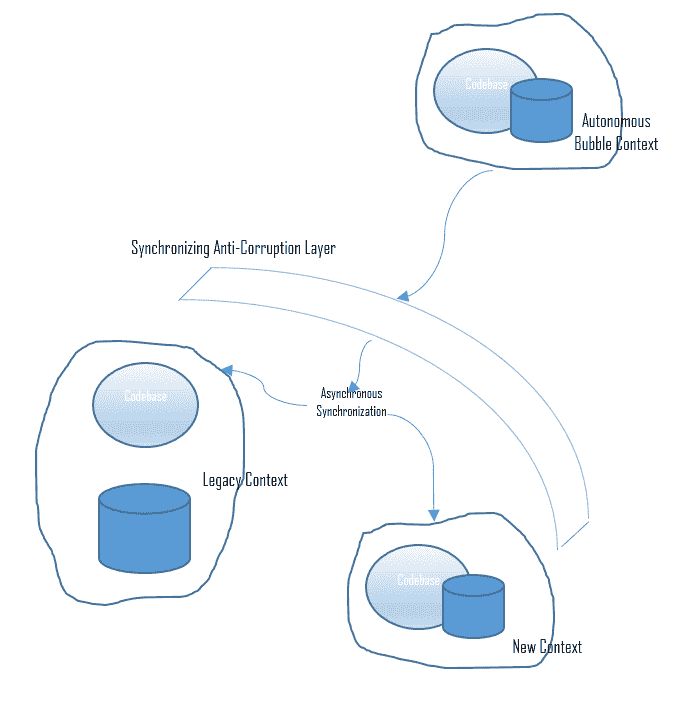 Codebase
Autonomous
Bubble Context
Synchronizing Anti-Corruption Layer
Codebase
Asynchronous
Synchronization
Legacy Context
Codebase
New Context